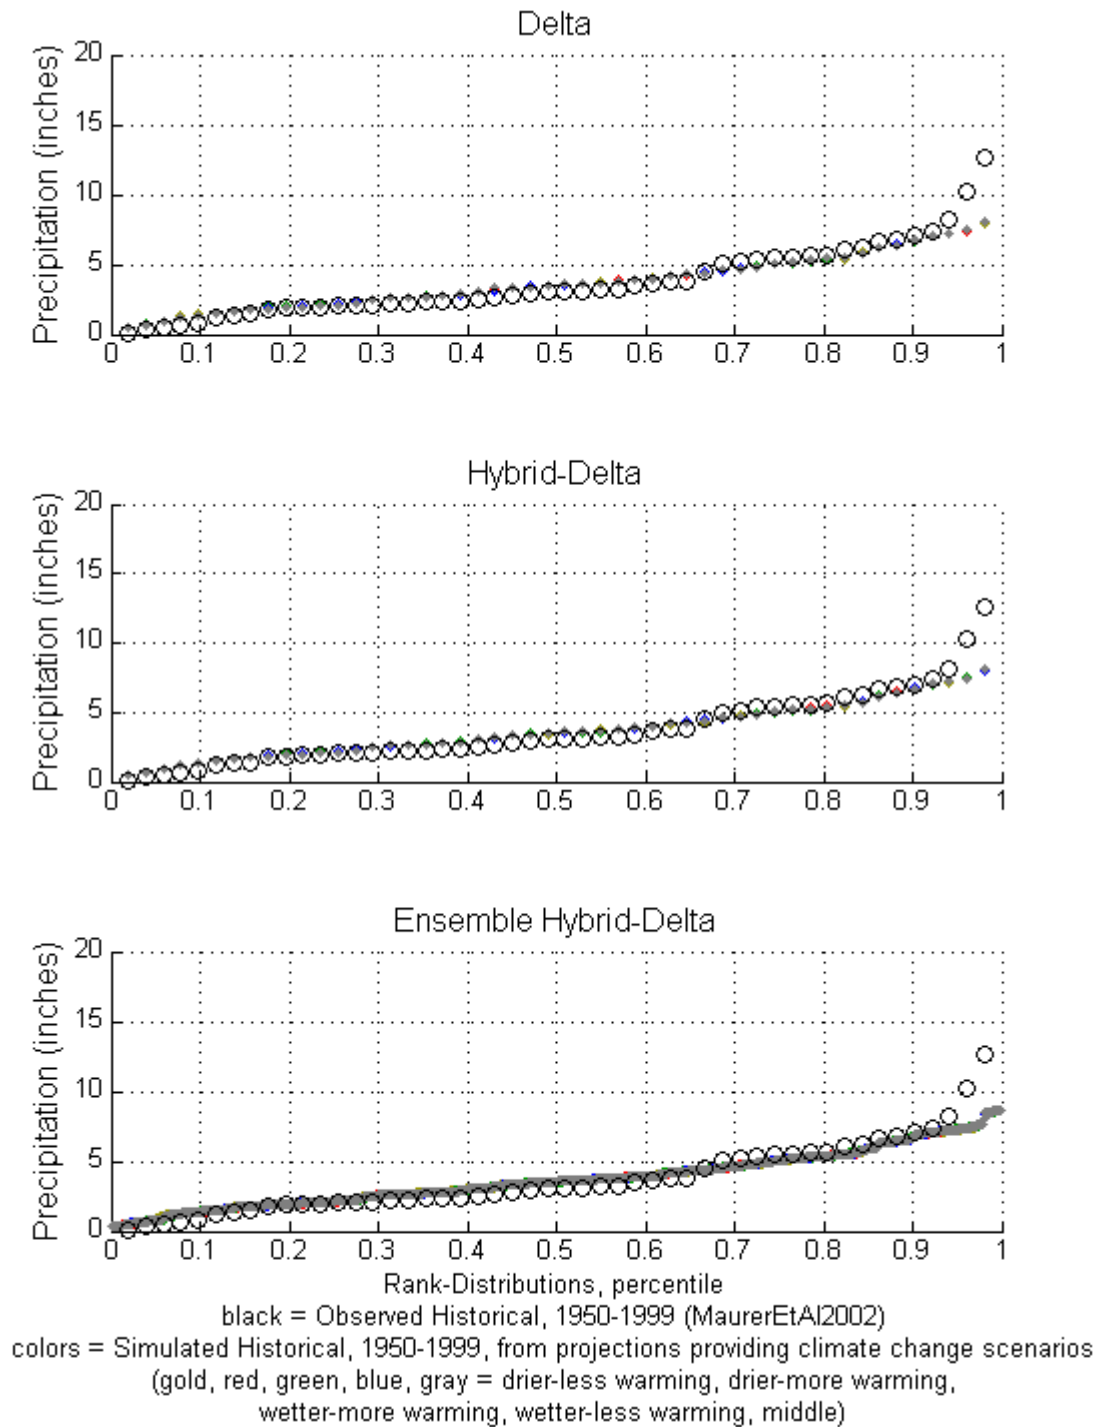 Delta
Precipitation (inches)
20
15
10
5
0
0.1 0.2 0.3 0.4 0.5 0.6 0.7 0.8 0.9 1
Hybrid-Delta
Precipitation (inches)
20
15
10
5
0
0 0.1 0.2 0.3 0.4 0.5 0.6 0.7 0.8 0.9 1
Ensemble Hybrid-Delta
Precipitation (inches)
20
15
10
5
0
0 0.1 0.2 0.3 0.4 0.5 0.6 0.7 0.8 0.9 1
Rank-Distributions, percentile
black = Observed Historical, 1950-1999 (MaurerEtAl2002)
colors = Simulated Historical, 1950-1999, from projections providing climate change scenarios
(gold, red, green, blue, gray = drier-less warming, drier-more warming,
wetter-more warming, wetter-less warming, middle)